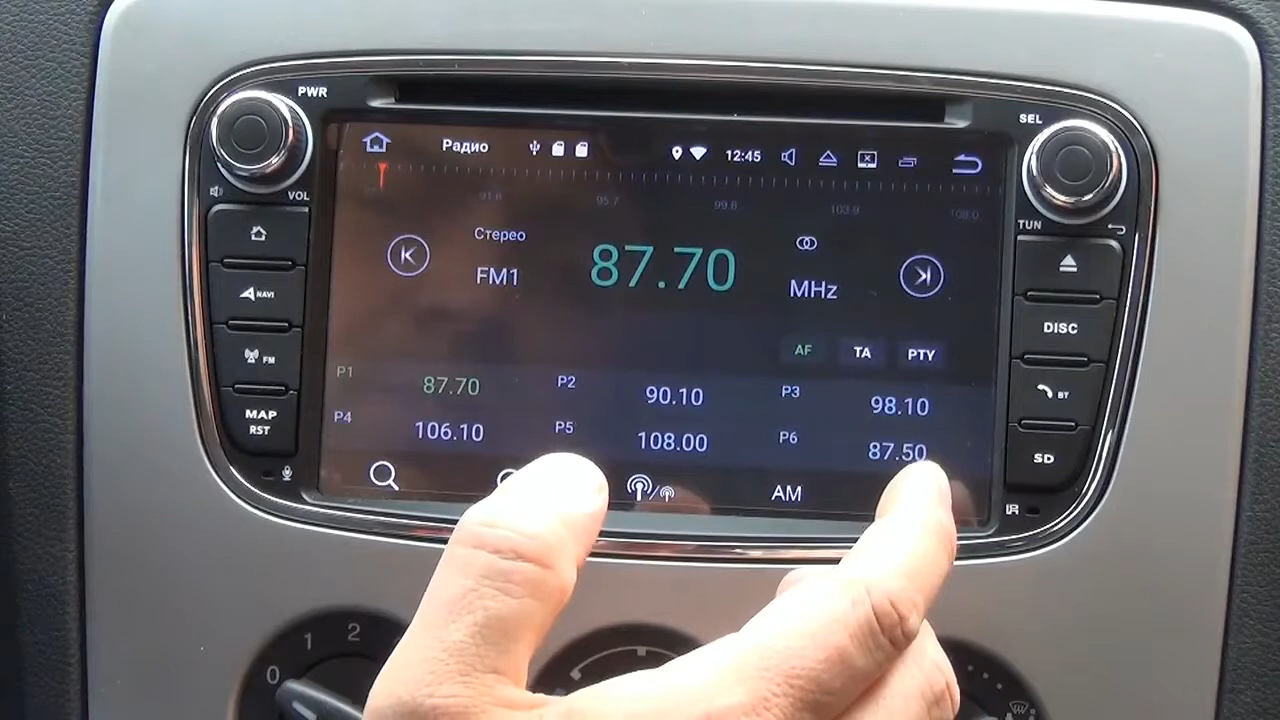 PWR
SEL
Радио
12:45
VOL
91.6
95.7
99.8
103.9
108.0
TUN
Стерео
FM1
87.70
MHz
NAVI
DISC
FM
AF
TA
PTY
P1
87.70
P2
90.10
P3
98.10
BT
MAP
RST
P4
106.10
P5
108.00
P6
87.50
SD
AM
IR
0
1
2